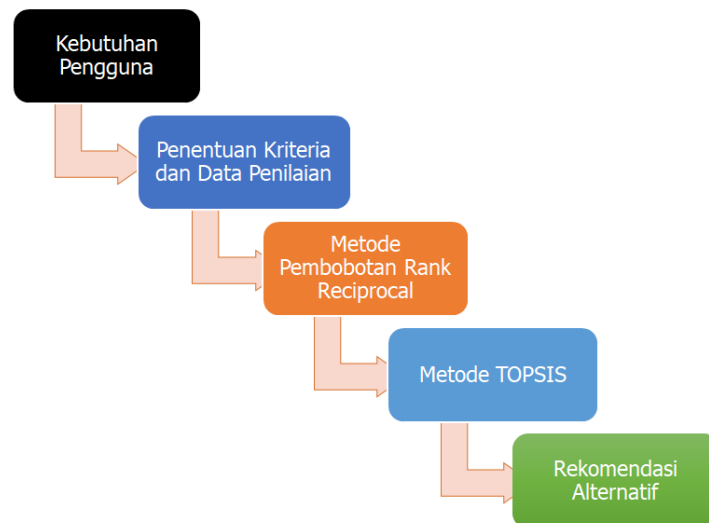 Kebutuhan
Pengguna
Penentuan Kriteria
dan Data Penilaian
Metode
Pembobotan Rank
Reciprocal
Metode TOPSIS
Rekomendasi
Alternatif